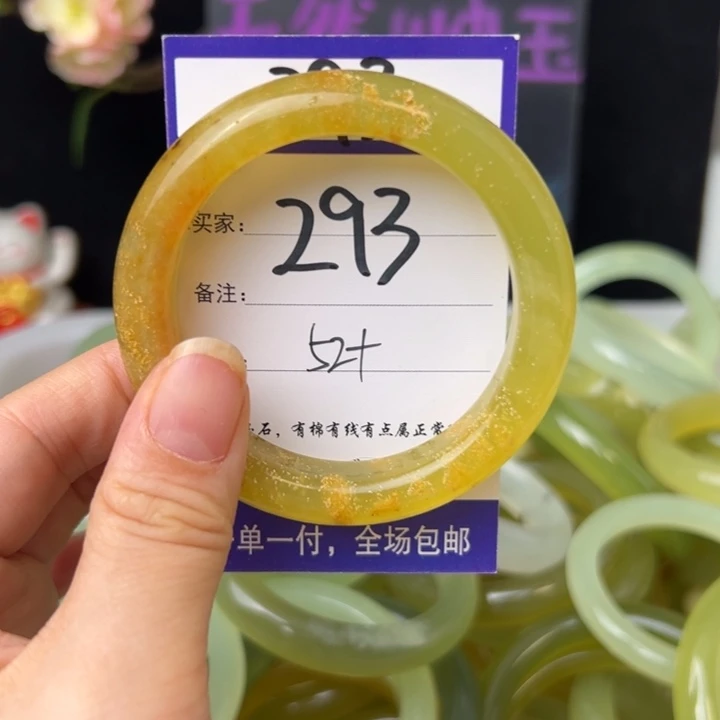 买家：293
备注：
52+
石，有棉有线有点属正常
单一付，全场包邮